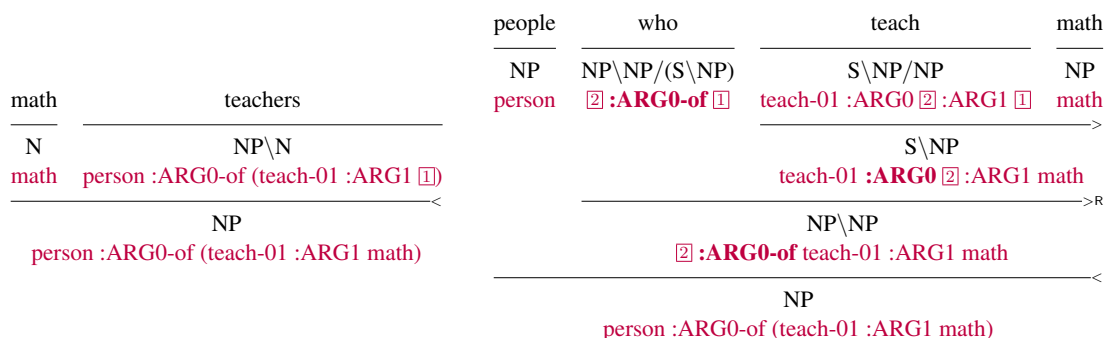 math teachers
N NP\N
math person :ARG0-of (teach-01 :ARG1 1)
<
NP
person :ARG0-of (teach-01 :ARG1 math)
people who teach math
NP NP\NP/(S\NP) S\NP/NP NP
person 2 :ARG0-of 1 teach-01 :ARG0 2 :ARG1 1 math
>
S\NP
teach-01 :ARG0 2 :ARG1 math
>R
NP\NP
2 :ARG0-of teach-01 :ARG1 math
<
NP
person :ARG0-of (teach-01 :ARG1 math)